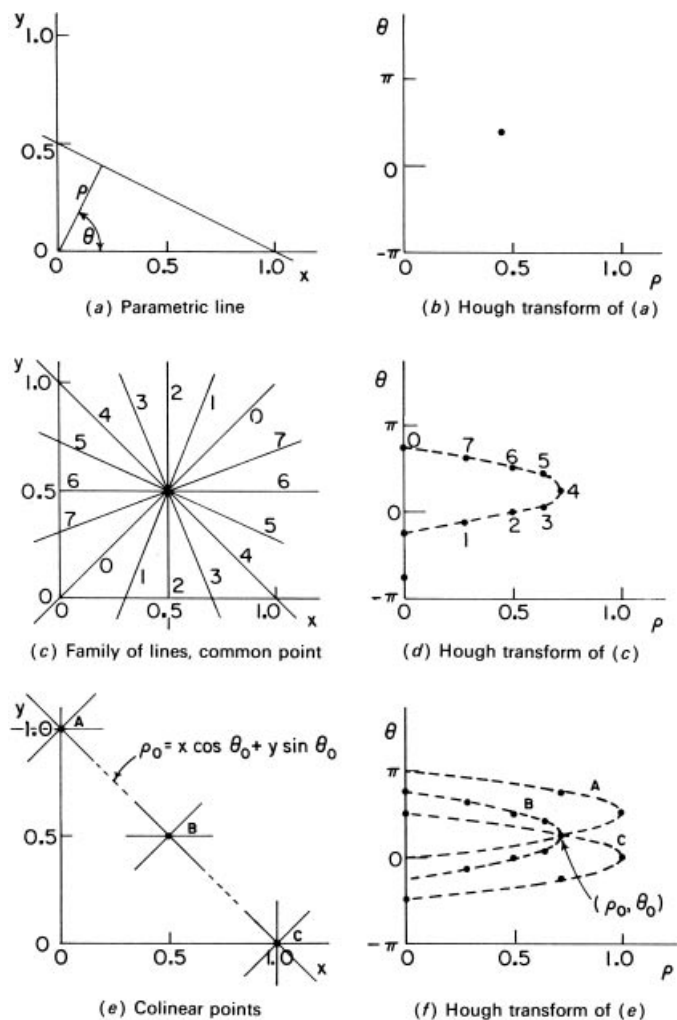 y
1.0
0.5
ρ
θ
0
0 0.5 1.0 x
(a) Parametric line
θ
π
0
-π
0 0.5 1.0 ρ
(b) Hough transform of (a)
y
1.0
3 2 1
4 0
5 7
0.5 6 6
7 5
0 4
1 2 3
0
0 0.5 1.0 x
(c) Family of lines, common point
θ
π
0 7 6 5
4
0
1 2 3
-π
0 0.5 1.0 ρ
(d) Hough transform of (c)
y
1.0 A
ρ₀ = x cos θ₀ + y sin θ₀
0.5 B
C
0
0 0.5 1.0 x
(e) Colinear points
θ
π
A
B
C
0
(ρ₀, θ₀)
-π
0 0.5 1.0 ρ
(f) Hough transform of (e)